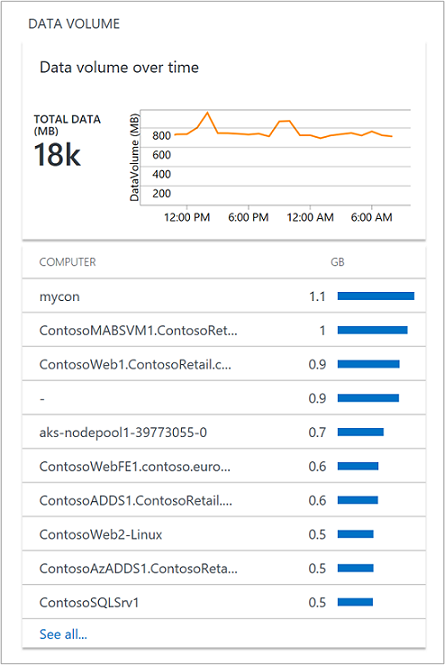 DATA VOLUME
Data volume over time
TOTAL DATA
(MB)
18k
DataVolume (MB)
800
600
400
200
12:00 PM 6:00 PM 12:00 AM 6:00 AM
COMPUTER GB
mycon 1.1
ContosoMABSVM1.ContosoRet... 1
ContosoWeb1.ContosoRetail.c... 0.9
- 0.9
aks-nodepool1-39773055-0 0.7
ContosoWebFE1.contoso.euro... 0.6
ContosoADDS1.ContosoRetail.... 0.6
ContosoWeb2-Linux 0.5
ContosoAzADDS1.ContosoReta... 0.5
ContosoSQLSrv1 0.5
See all...